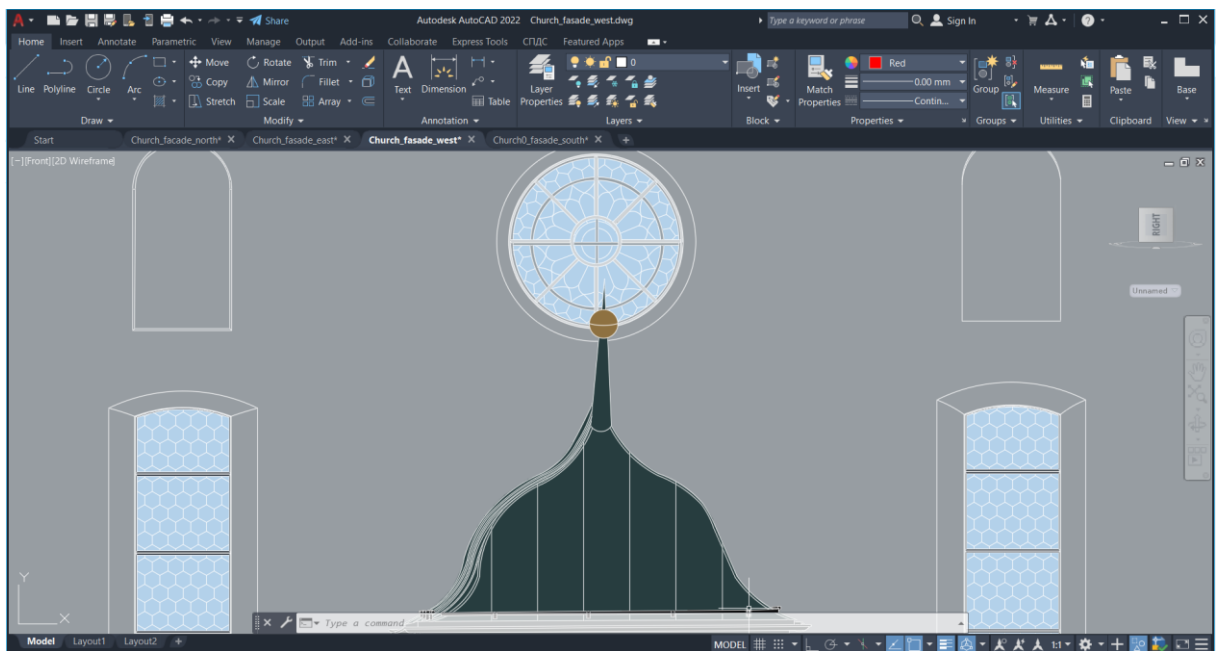 A Share Autodesk AutoCAD 2022 Church_fasade_west.dwg Type a keyword or phrase Sign In
Home Insert Annotate Parametric View Manage Output Add-ins Collaborate Express Tools СПДС Featured Apps
Line Polyline Circle Arc Move Rotate Trim Copy Mirror Fillet Stretch Scale Array A Text Dimension Table Layer Properties 0 Insert Match Properties Red 0.00 mm Contin... Group Measure Paste Base
Draw Modify Annotation Layers Block Properties Groups Utilities Clipboard View
Start Church_facade_north* Church_fasade_east* Church_fasade_west* Church0_fasade_south*
[−][Front][2D Wireframe]
RIGHT
Unnamed
Y
X
Type a command
Model Layout1 Layout2 MODEL 1:1